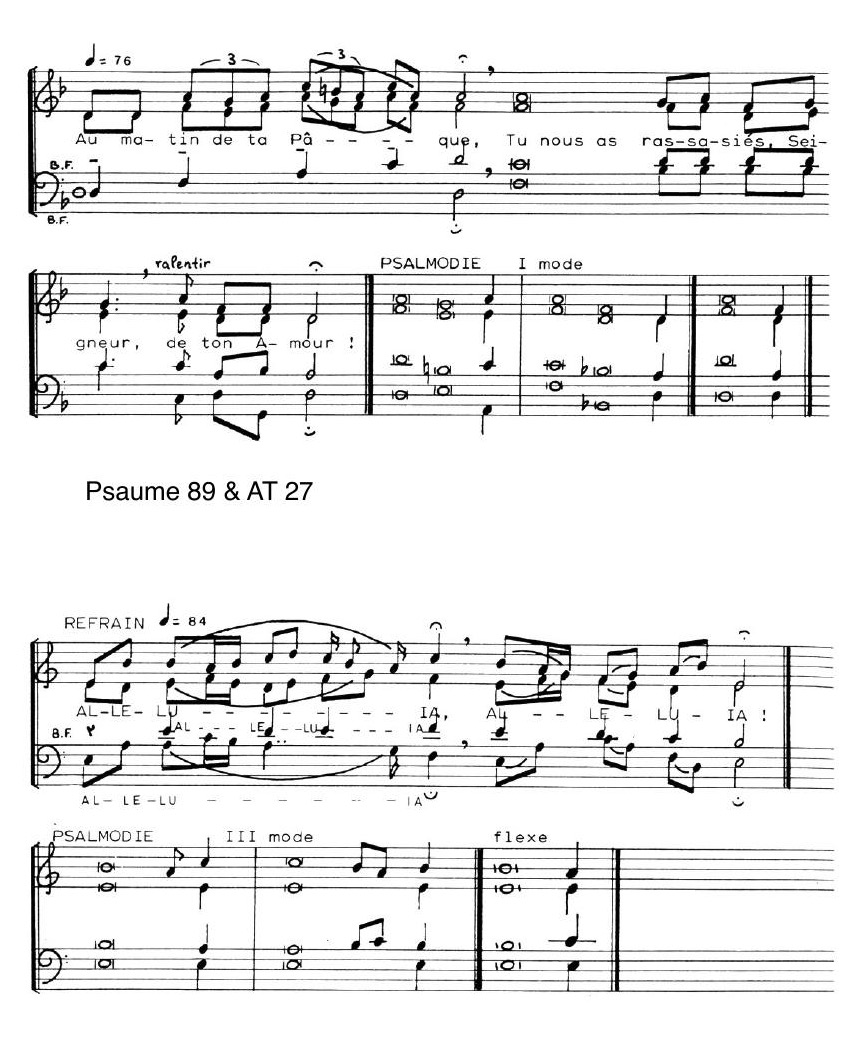 ♩= 76
3 3
Au ma- tin de ta Pâ - - - - que, Tu nous as ras-sa-siés, Sei-
B.F.
B.F.
ralentir PSALMODIE I mode
gneur, de ton A- mour !
Psaume 89 & AT 27
REFRAIN ♩= 84
AL-LE-LU - - - - - - - - IA, AL - - LE - LU - IA !
B.F. AL - - - LE - - LU - - - IA
AL- LE -LU - - - - - - IA
PSALMODIE III mode flexe